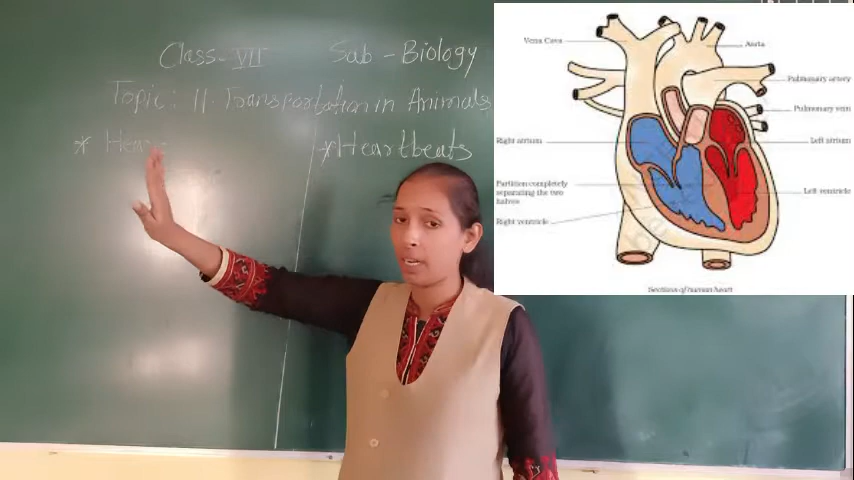 Class - VII Sub - Biology
Topic : 11. Transportation in Animals
* Heart * Heartbeats
Vena Cava
Aorta
Pulmonary artery
Pulmonary vein
Right atrium
Left atrium
Partition completely
separating the two
halves
Left ventricle
Right ventricle
Sections of human heart